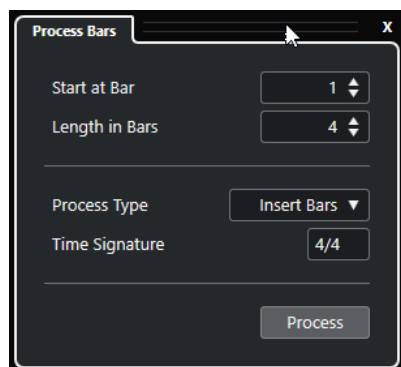 Process Bars x
Start at Bar 1
Length in Bars 4
Process Type Insert Bars
Time Signature 4/4
Process